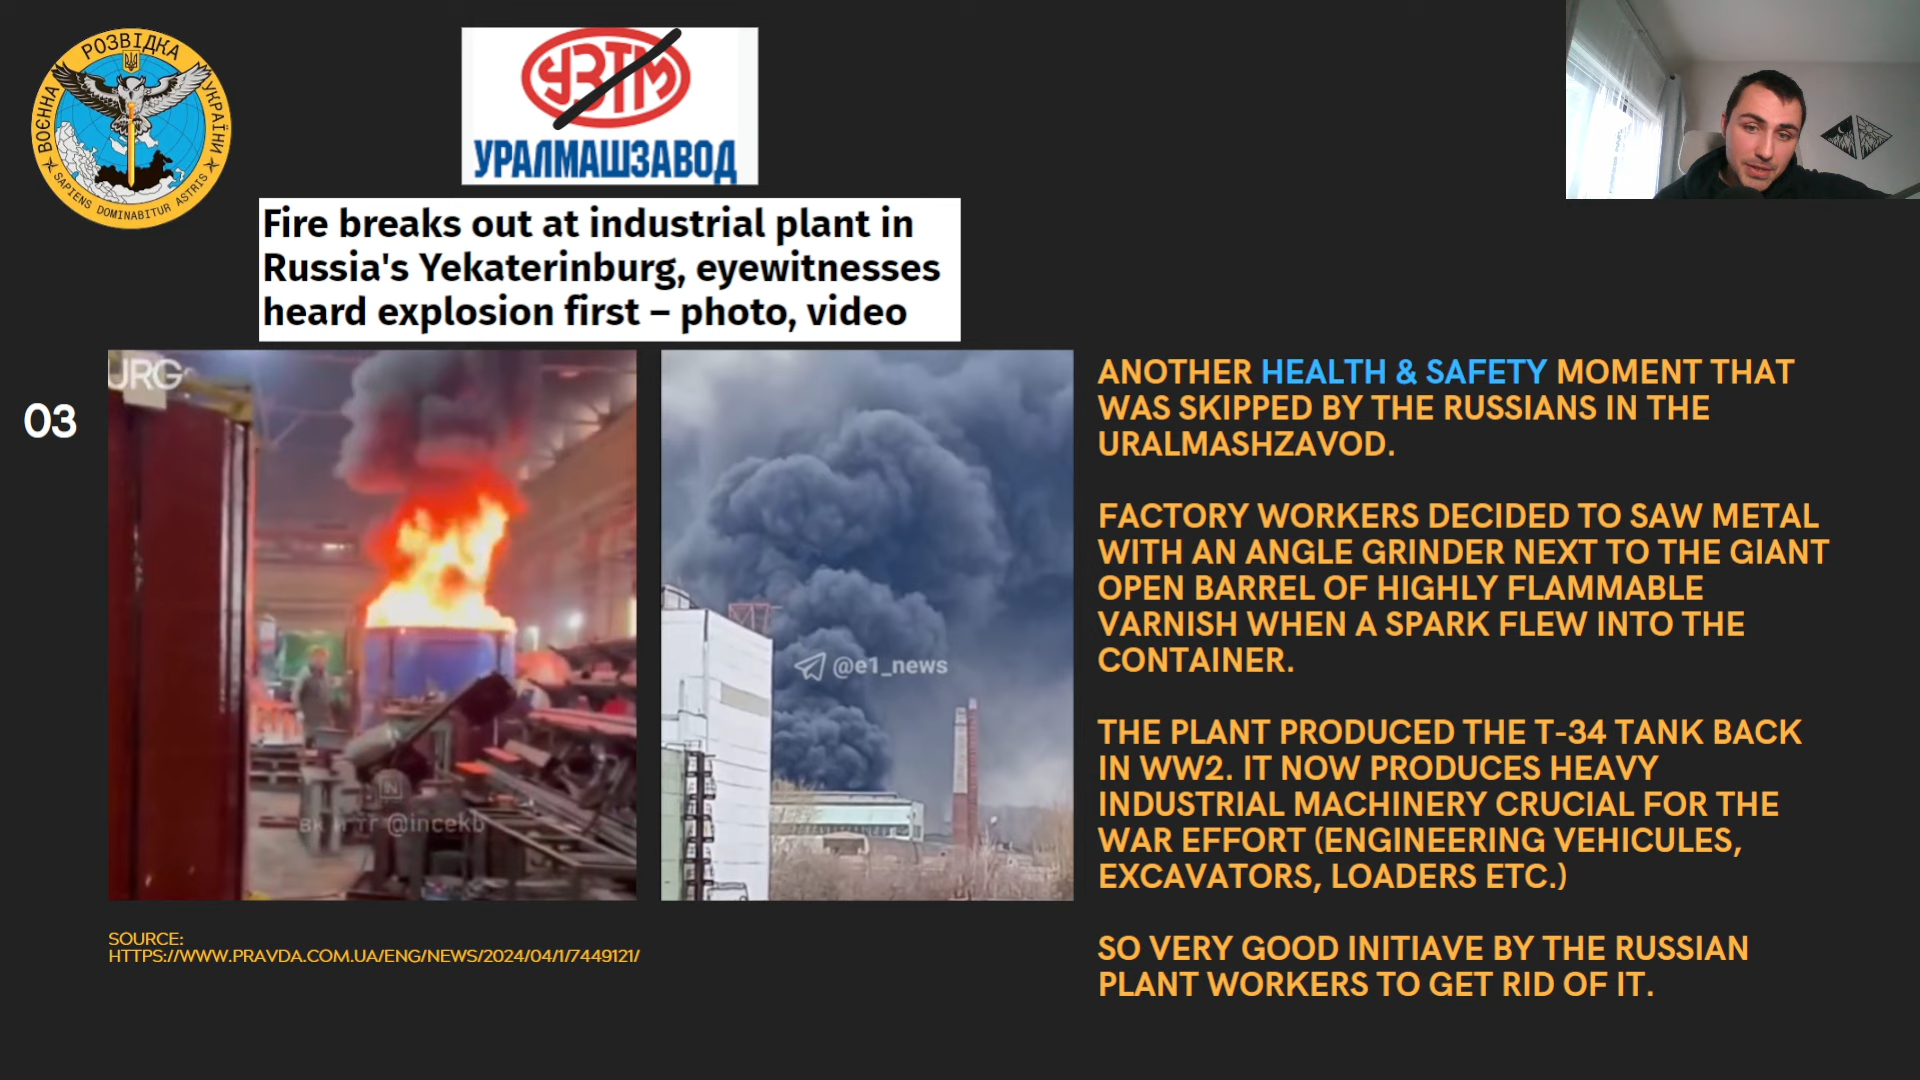 РОЗВІДКА
ВОЄННА
УКРАЇНИ
SAPIENS DOMINABITUR ASTRIS
УЗТМ
УРАЛМАШЗАВОД
Fire breaks out at industrial plant in
Russia's Yekaterinburg, eyewitnesses
heard explosion first – photo, video
03
URG
IN
ВК И ТГ @incekb
@e1_news
ANOTHER HEALTH & SAFETY MOMENT THAT
WAS SKIPPED BY THE RUSSIANS IN THE
URALMASHZAVOD.
FACTORY WORKERS DECIDED TO SAW METAL
WITH AN ANGLE GRINDER NEXT TO THE GIANT
OPEN BARREL OF HIGHLY FLAMMABLE
VARNISH WHEN A SPARK FLEW INTO THE
CONTAINER.
THE PLANT PRODUCED THE T-34 TANK BACK
IN WW2. IT NOW PRODUCES HEAVY
INDUSTRIAL MACHINERY CRUCIAL FOR THE
WAR EFFORT (ENGINEERING VEHICULES,
EXCAVATORS, LOADERS ETC.)
SO VERY GOOD INITIAVE BY THE RUSSIAN
PLANT WORKERS TO GET RID OF IT.
SOURCE:
HTTPS://WWW.PRAVDA.COM.UA/ENG/NEWS/2024/04/1/7449121/